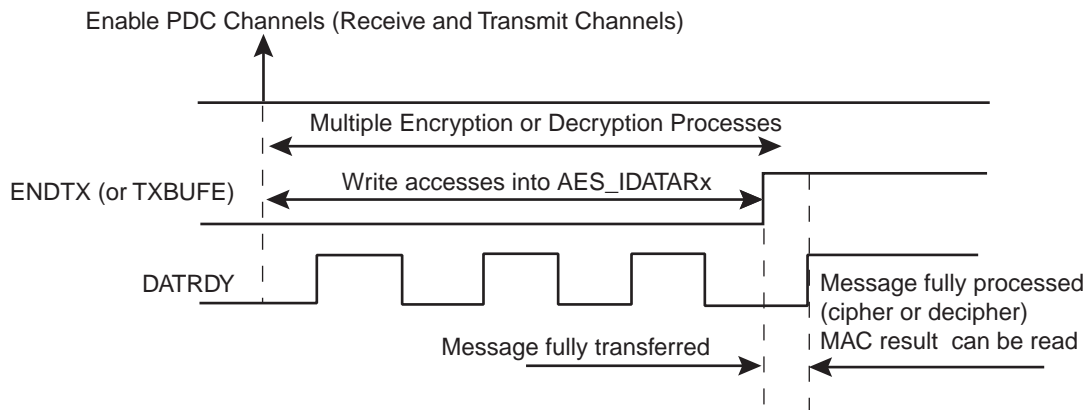 Enable PDC Channels (Receive and Transmit Channels)
Multiple Encryption or Decryption Processes
Write accesses into AES_IDATARx
ENDTX (or TXBUFE)
DATRDY
Message fully processed
(cipher or decipher)
MAC result can be read
Message fully transferred